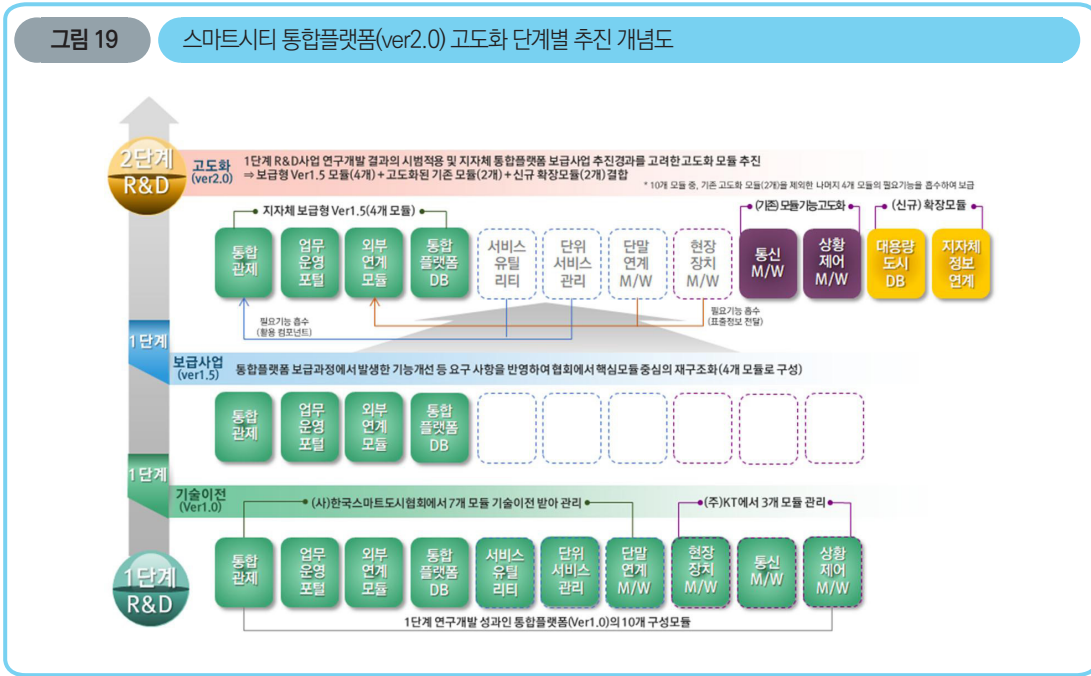 그림 19
스마트시티 통합플랫폼(ver2.0) 고도화 단계별 추진 개념도
2단계
R&D
고도화
(ver2.0)
1단계 R&D사업 연구개발 결과의 시범적용 및 지자체 통합플랫폼 보급사업 추진경과를 고려한 고도화 모듈 추진
⇒ 보급형 Ver1.5 모듈(4개) + 고도화된 기존 모듈(2개) + 신규 확장모듈(2개) 결합
* 10개 모듈 중, 기존 고도화 모듈(2개)을 제외한 나머지 4개 모듈의 필요기능을 흡수하여 보급
지자체 보급형 Ver1.5(4개 모듈)
(기존) 모듈기능고도화
(신규) 확장모듈
통합
관제
업무
운영
포털
외부
연계
모듈
통합
플랫폼
DB
서비스
유틸
리티
단위
서비스
관리
단말
연계
M/W
현장
장치
M/W
통신
M/W
상황
제어
M/W
대용량
도시
DB
지자체
정보
연계
필요기능 흡수
(활용 컴포넌트)
필요기능 흡수
(표준정보 전달)
1단계
보급사업
(ver1.5)
통합플랫폼 보급과정에서 발생한 기능개선 등 요구 사항을 반영하여 협회에서 핵심모듈 중심의 재구조화(4개 모듈로 구성)
통합
관제
업무
운영
포털
외부
연계
모듈
통합
플랫폼
DB
1단계
기술이전
(Ver1.0)
(사)한국스마트도시협회에서 7개 모듈 기술이전 받아 관리
(주)KT에서 3개 모듈 관리
통합
관제
업무
운영
포털
외부
연계
모듈
통합
플랫폼
DB
서비스
유틸
리티
단위
서비스
관리
단말
연계
M/W
현장
장치
M/W
통신
M/W
상황
제어
M/W
1단계
R&D
1단계 연구개발 성과인 통합플랫폼(Ver1.0)의 10개 구성모듈